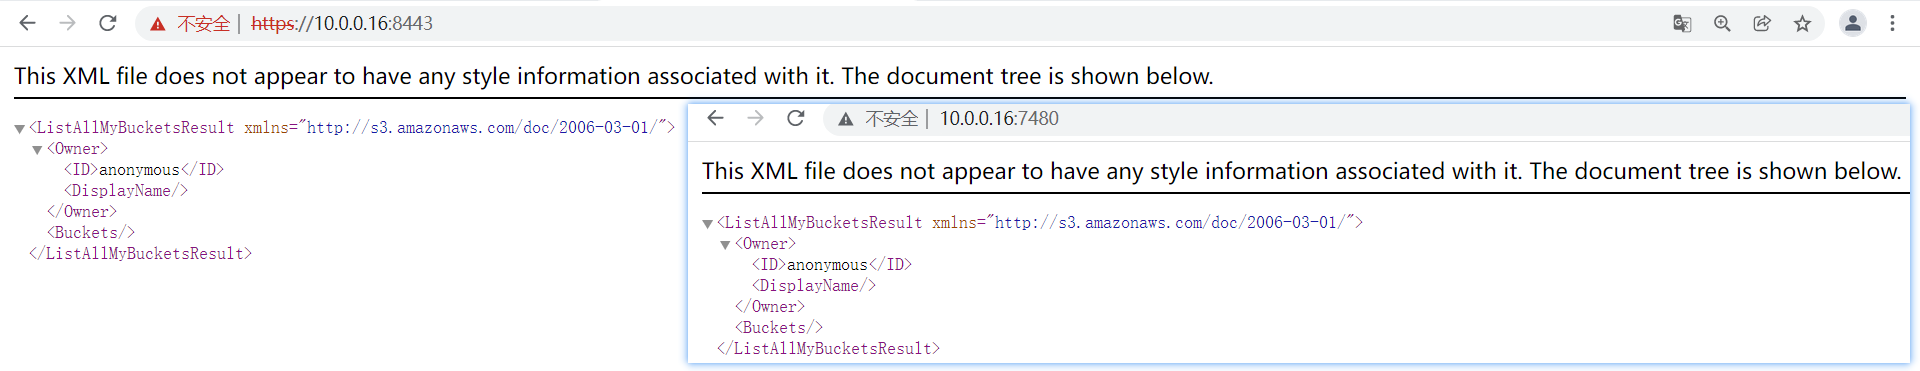 不安全 | https://10.0.0.16:8443
This XML file does not appear to have any style information associated with it. The document tree is shown below.
▼<ListAllMyBucketsResult xmlns="http://s3.amazonaws.com/doc/2006-03-01/">
▼<Owner>
<ID>anonymous</ID>
<DisplayName/>
</Owner>
<Buckets/>
</ListAllMyBucketsResult>
不安全 | 10.0.0.16:7480
This XML file does not appear to have any style information associated with it. The document tree is shown below.
▼<ListAllMyBucketsResult xmlns="http://s3.amazonaws.com/doc/2006-03-01/">
▼<Owner>
<ID>anonymous</ID>
<DisplayName/>
</Owner>
<Buckets/>
</ListAllMyBucketsResult>